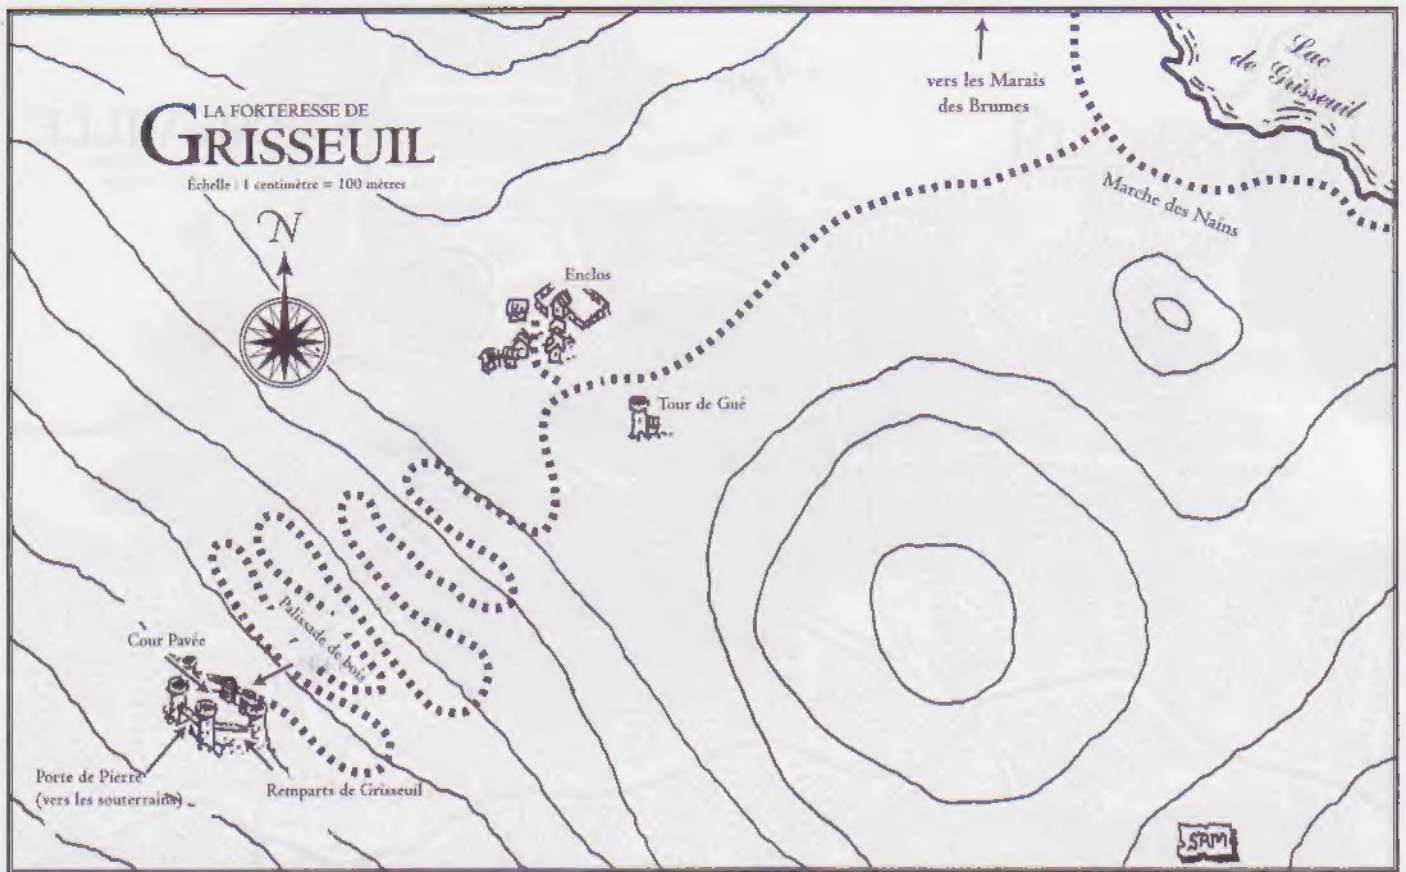 LA FORTERESSE DE
GRISSEUIL
Échelle : 1 centimètre = 100 mètres
N
vers les Marais
des Brumes
Lac
de Grisseuil
Marche des Nains
Enclos
Tour de Gué
Palissade de bois
Cour Pavée
Porte de Pierre
(vers les souterrains)
Remparts de Grisseuil
SRM